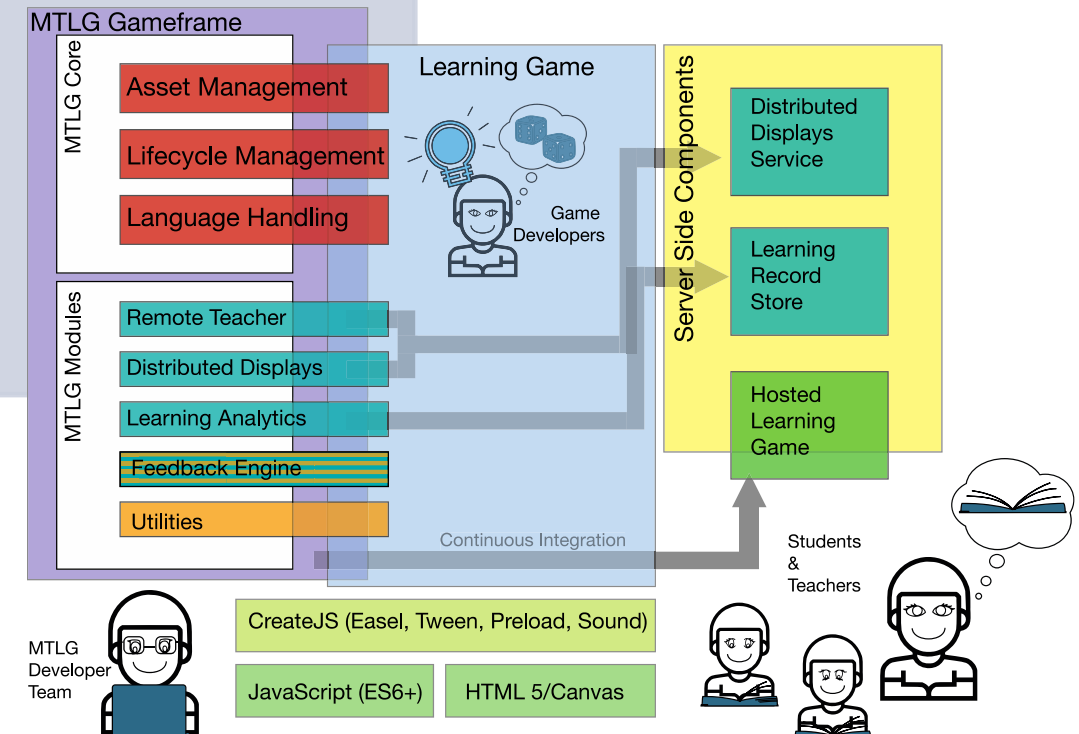 MTLG Gameframe
MTLG Core
Asset Management
Lifecycle Management
Language Handling
MTLG Modules
Remote Teacher
Distributed Displays
Learning Analytics
Feedback Engine
Utilities
Learning Game
Game
Developers
Continuous Integration
Server Side Components
Distributed
Displays
Service
Learning
Record
Store
Hosted
Learning
Game
Students
&
Teachers
MTLG
Developer
Team
CreateJS (Easel, Tween, Preload, Sound)
JavaScript (ES6+)
HTML 5/Canvas